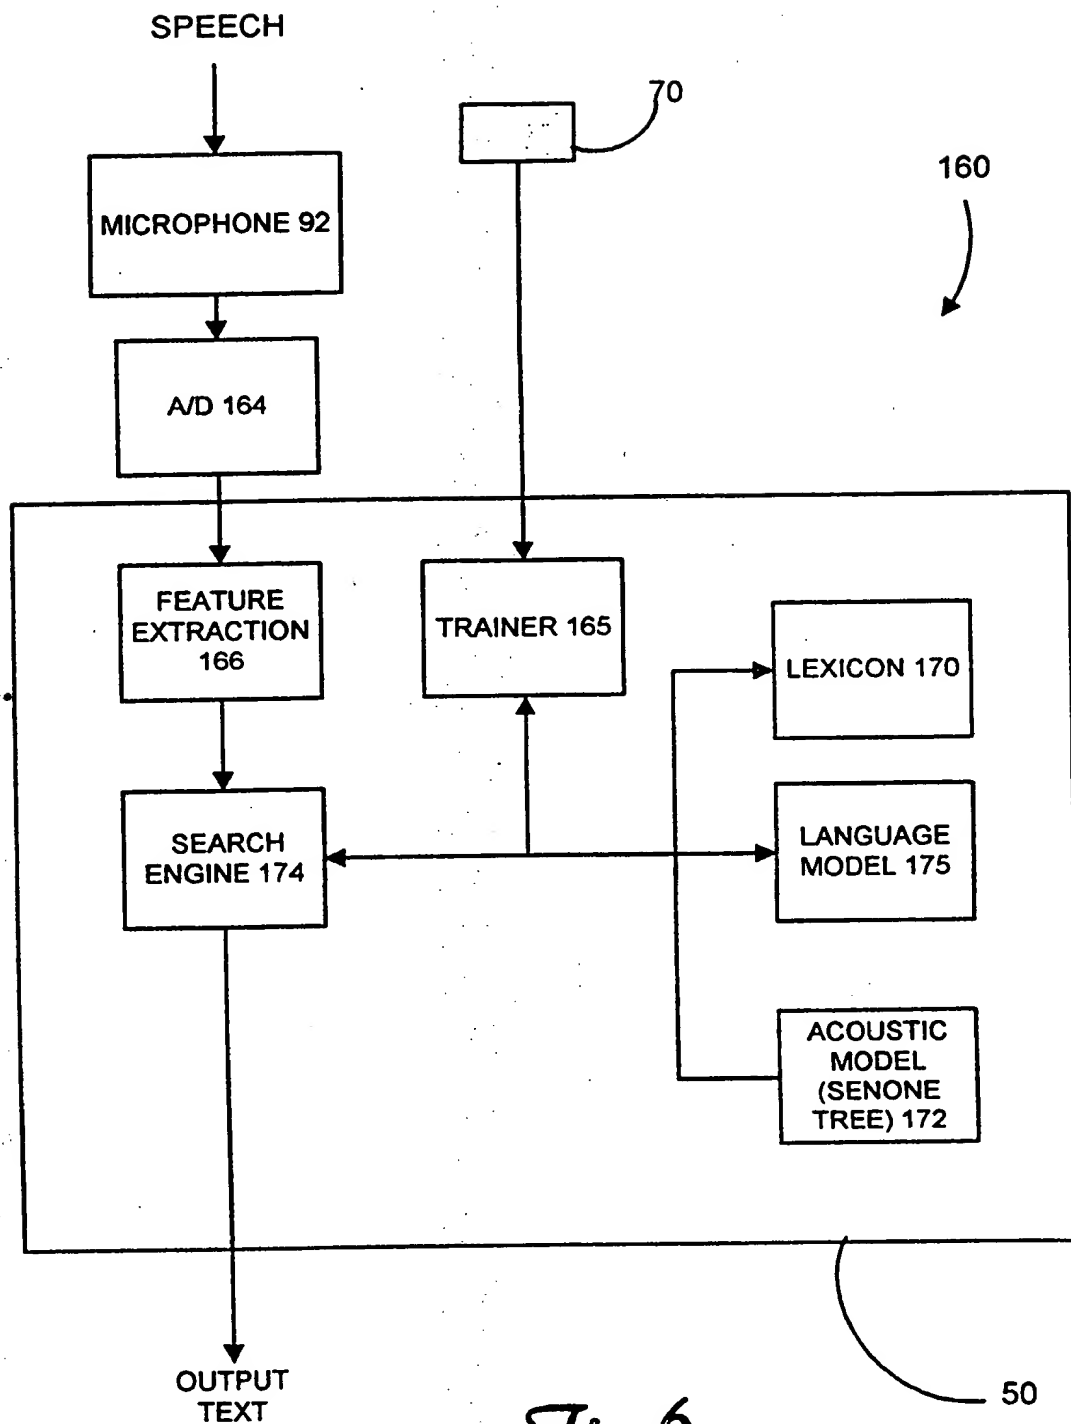 SPEECH
70
160
MICROPHONE 92
A/D 164
FEATURE
EXTRACTION
166
TRAINER 165
LEXICON 170
SEARCH
ENGINE 174
LANGUAGE
MODEL 175
ACOUSTIC
MODEL
(SENONE
TREE) 172
50
OUTPUT
TEXT